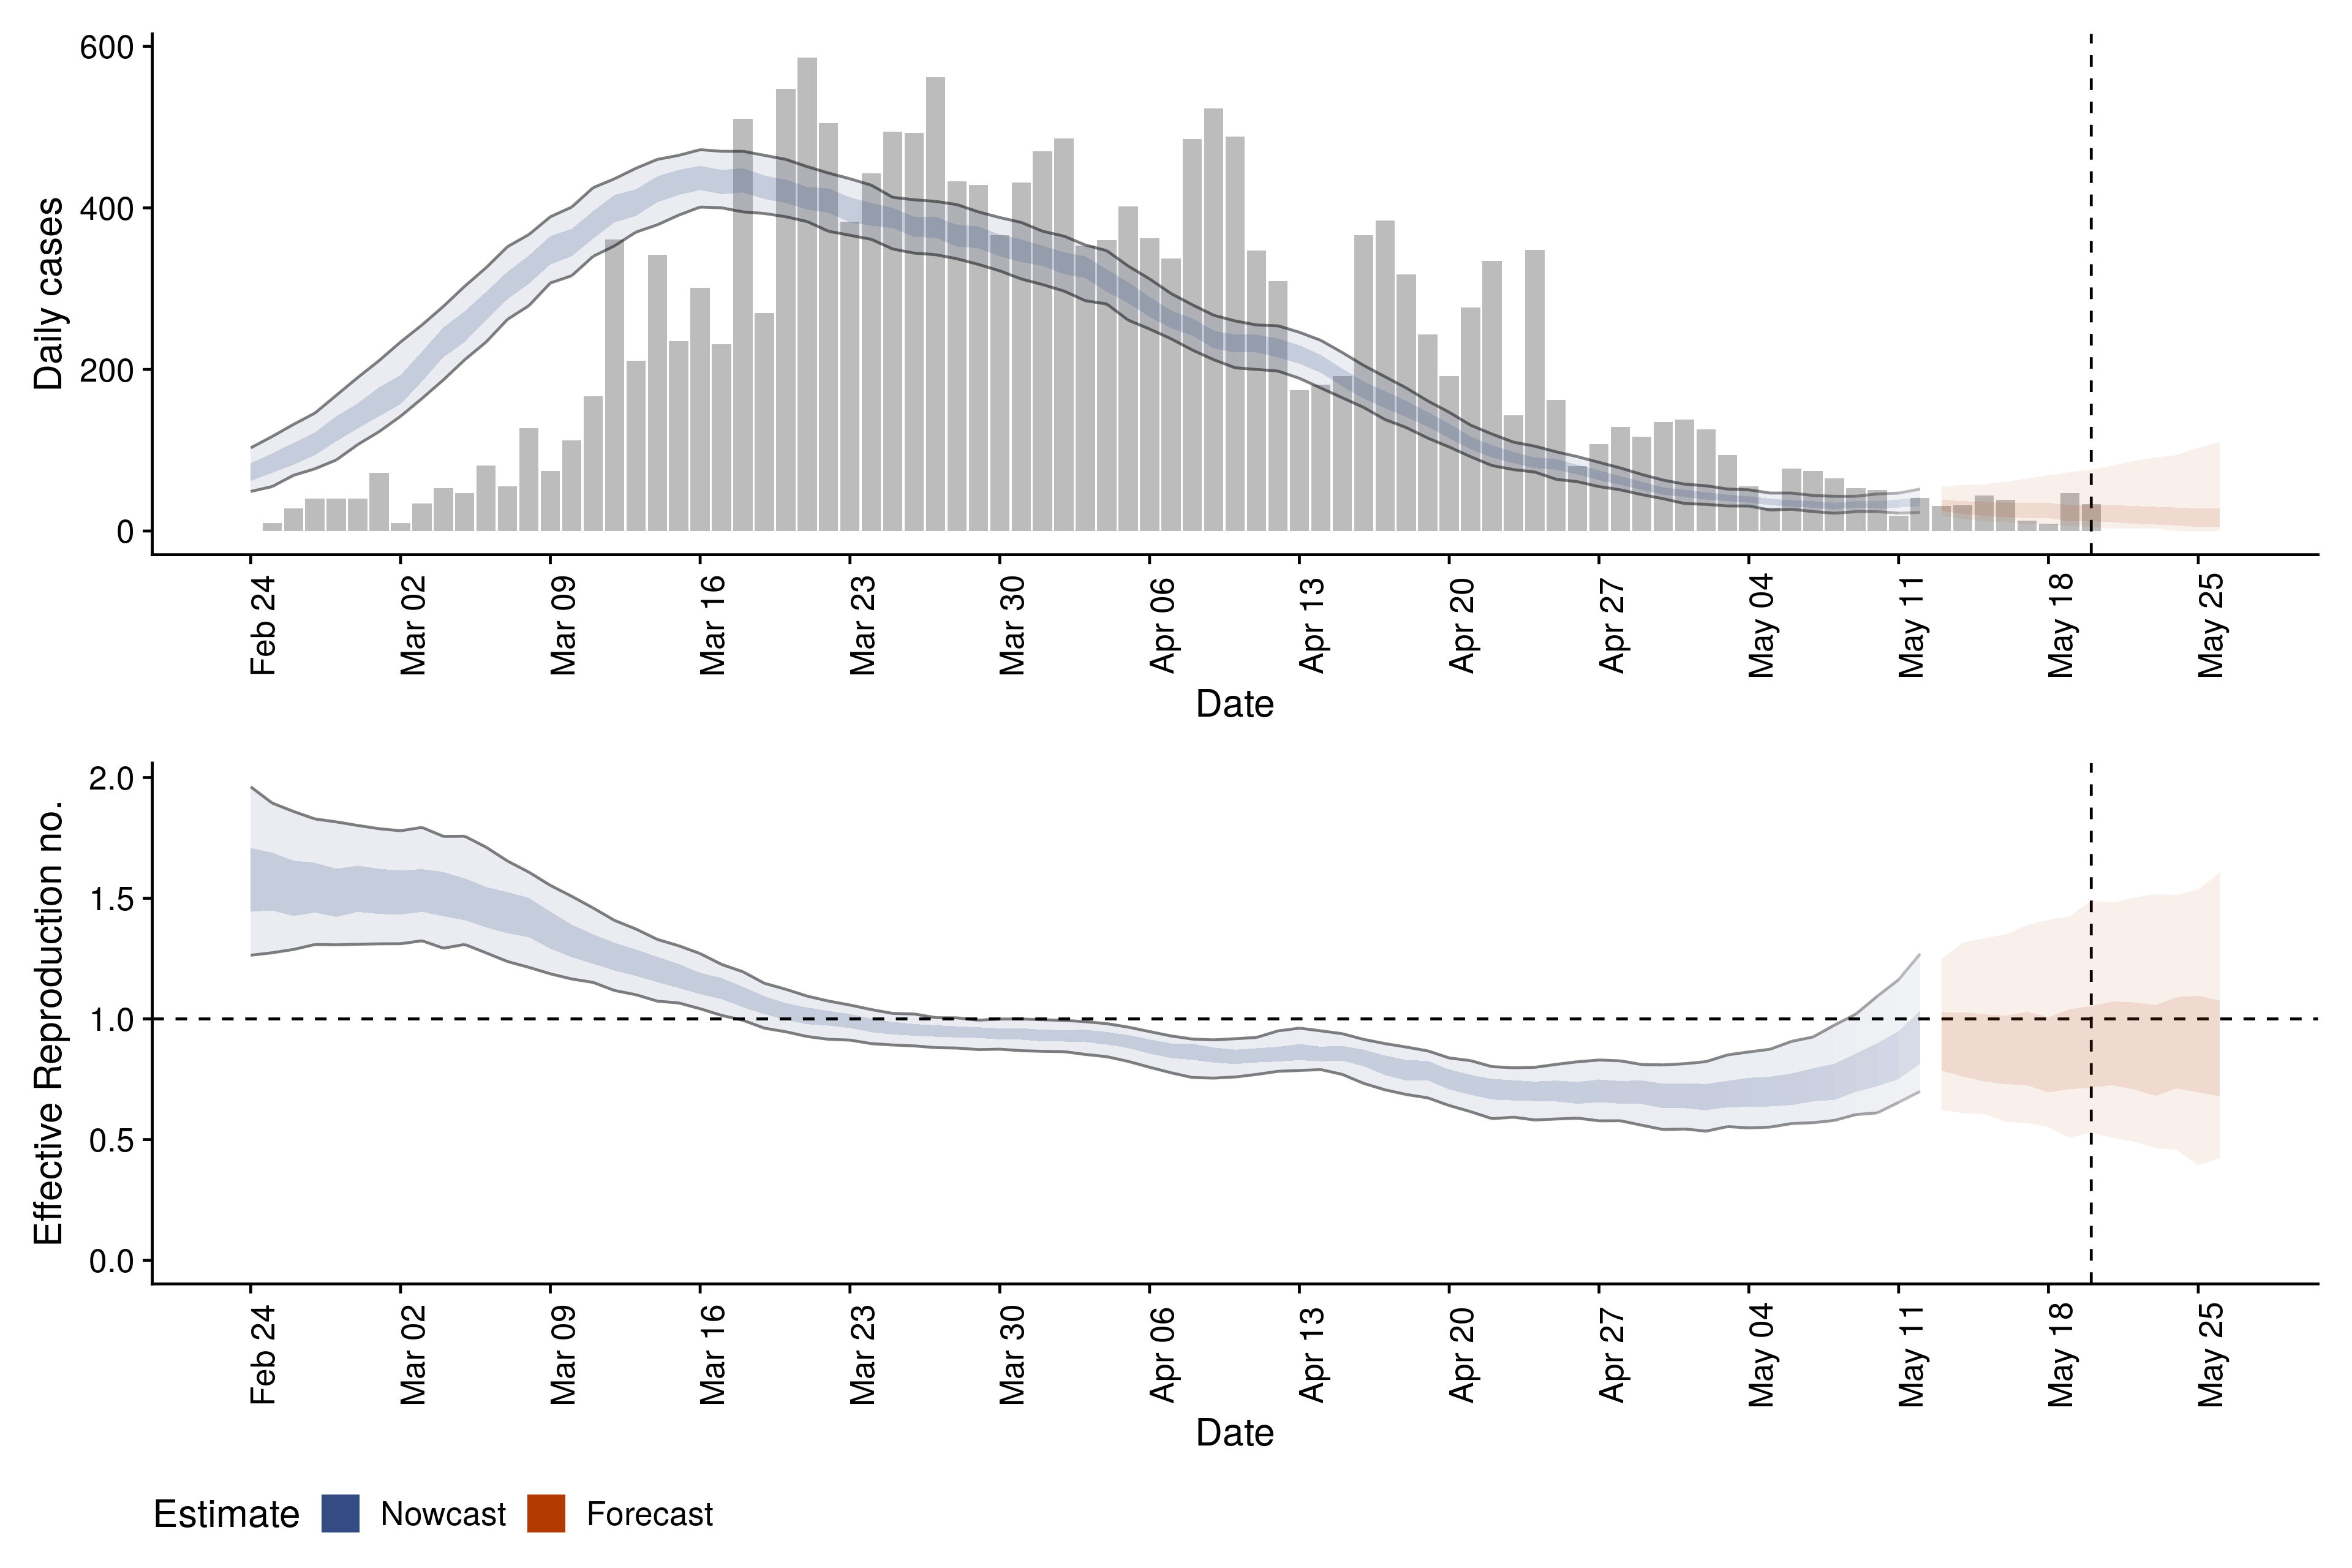 600
400
200
0
Daily cases
Feb 24 Mar 02 Mar 09 Mar 16 Mar 23 Mar 30 Apr 06 Apr 13 Apr 20 Apr 27 May 04 May 11 May 18 May 25
Date
2.0
1.5
1.0
0.5
0.0
Effective Reproduction no.
Feb 24 Mar 02 Mar 09 Mar 16 Mar 23 Mar 30 Apr 06 Apr 13 Apr 20 Apr 27 May 04 May 11 May 18 May 25
Date
Estimate Nowcast Forecast